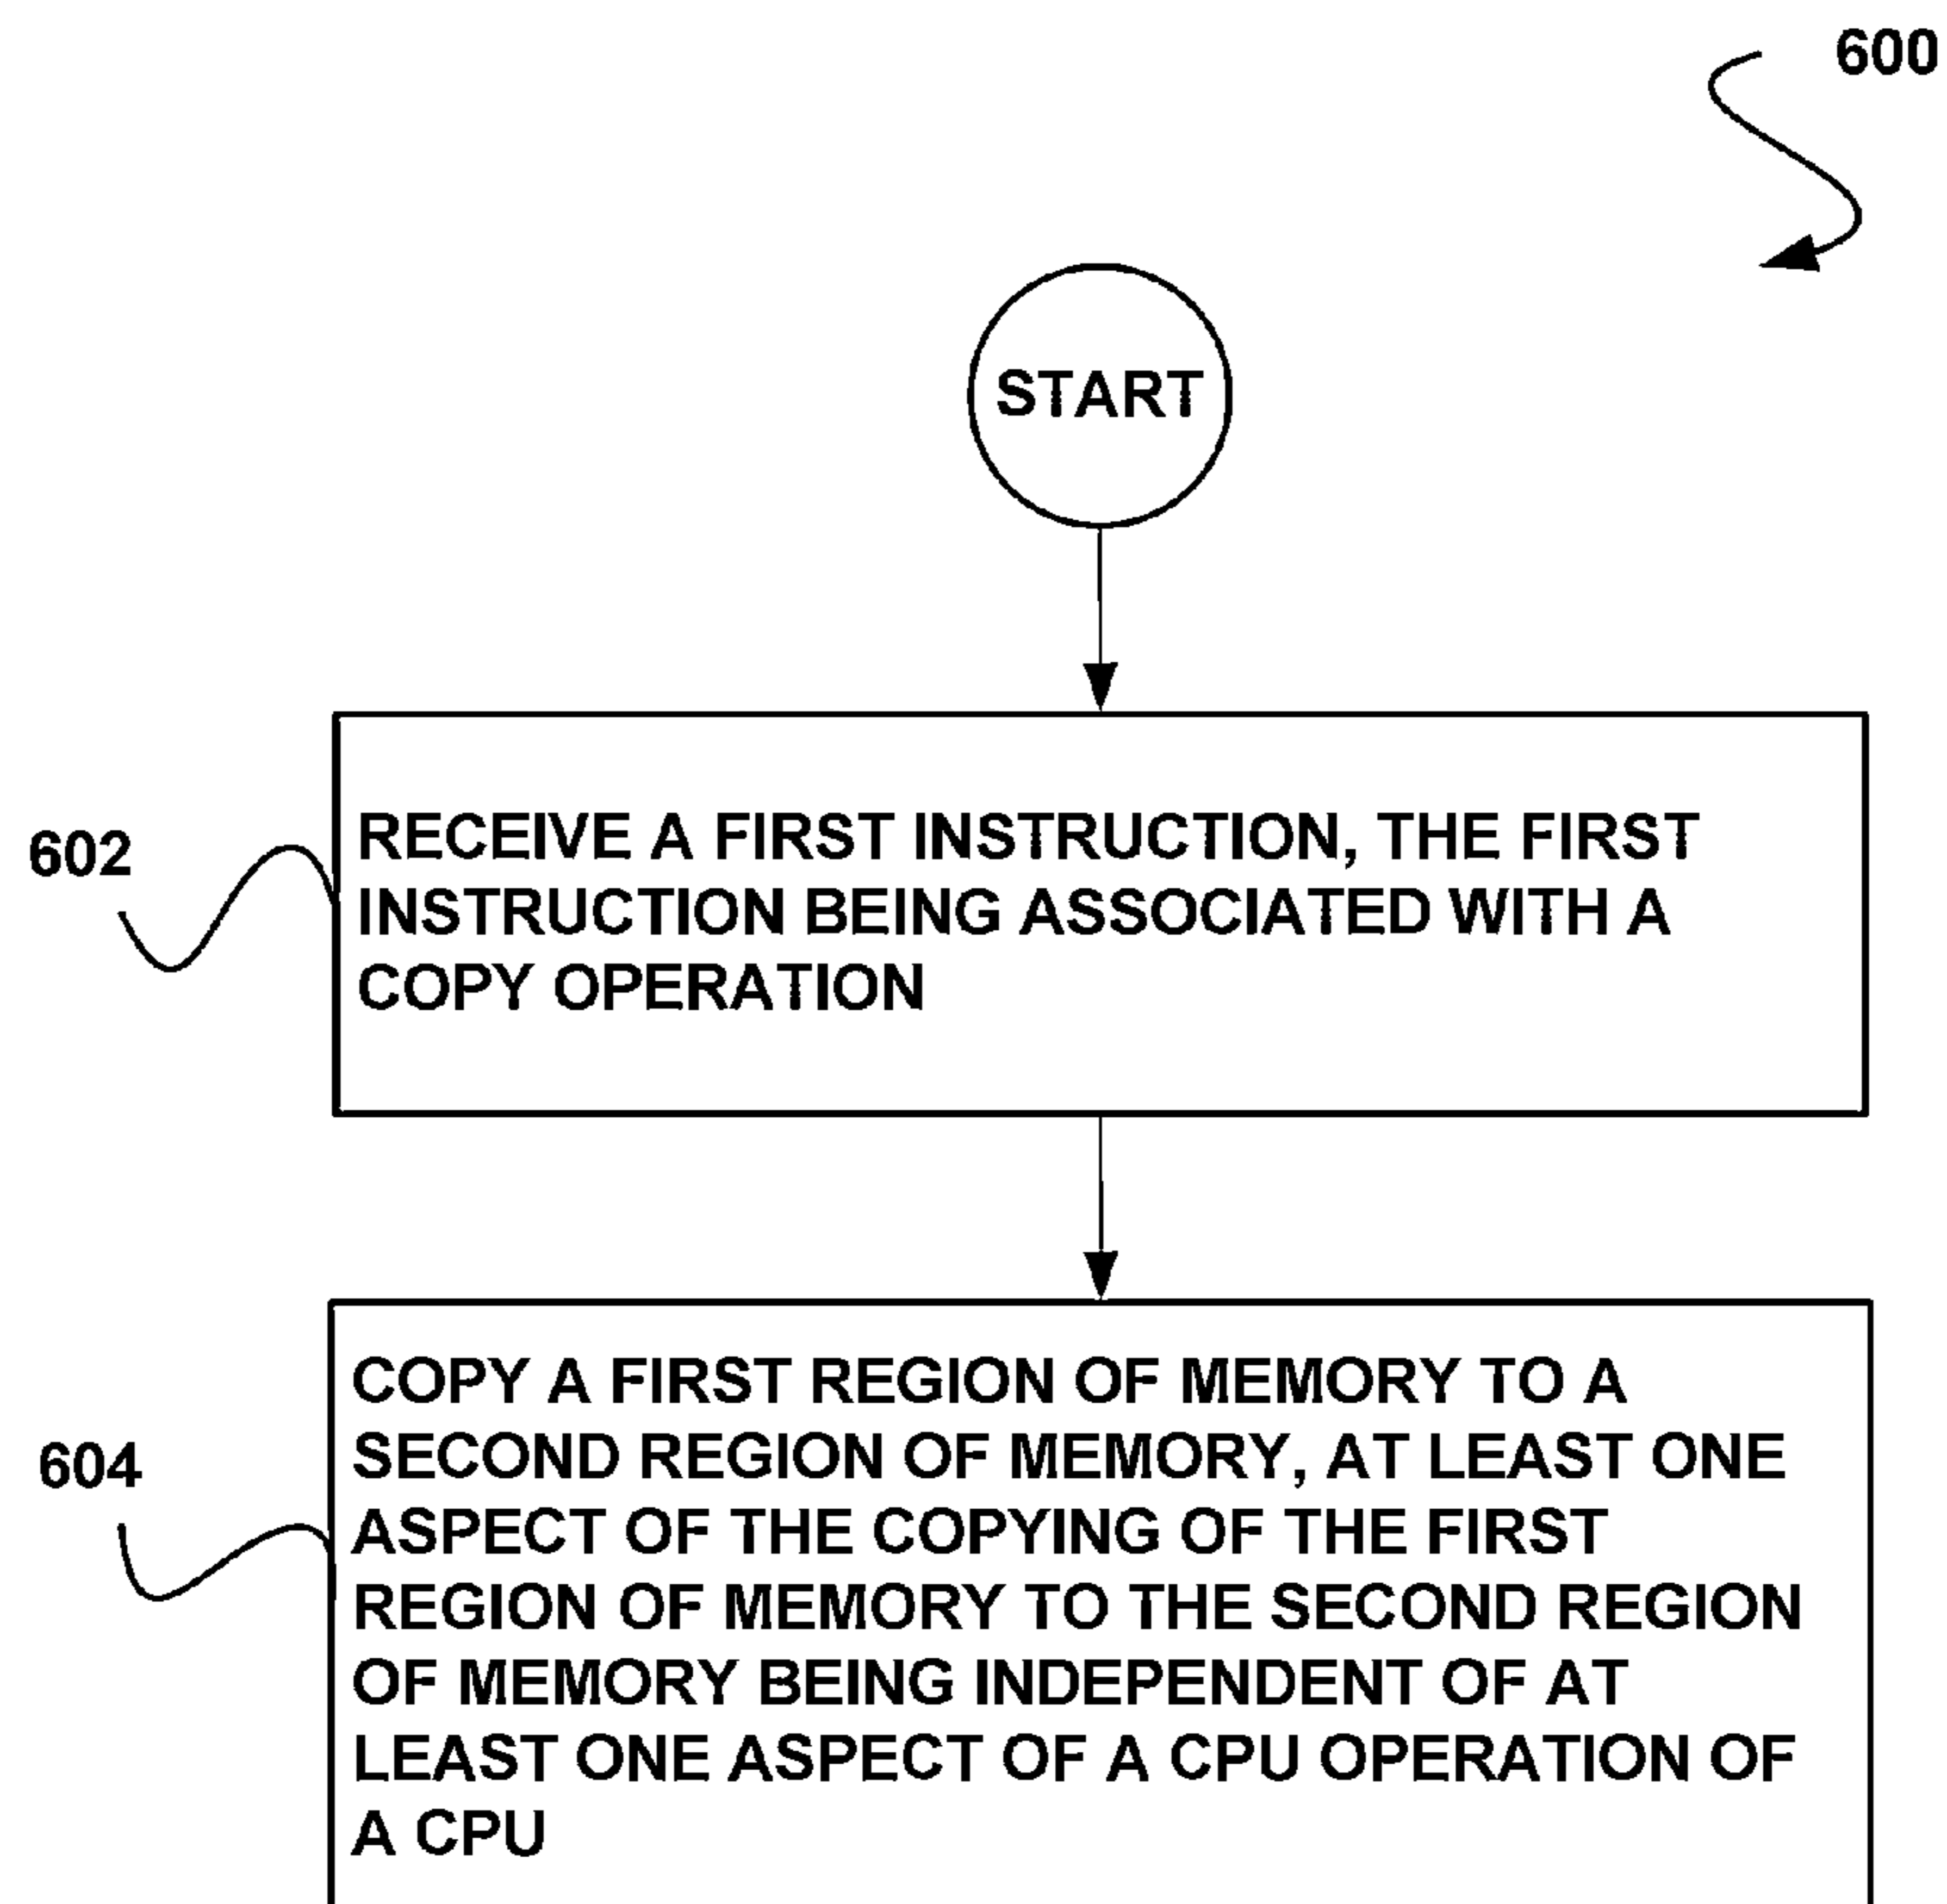 600
START
602
RECEIVE A FIRST INSTRUCTION, THE FIRST
INSTRUCTION BEING ASSOCIATED WITH A
COPY OPERATION
604
COPY A FIRST REGION OF MEMORY TO A
SECOND REGION OF MEMORY, AT LEAST ONE
ASPECT OF THE COPYING OF THE FIRST
REGION OF MEMORY TO THE SECOND REGION
OF MEMORY BEING INDEPENDENT OF AT
LEAST ONE ASPECT OF A CPU OPERATION OF
A CPU